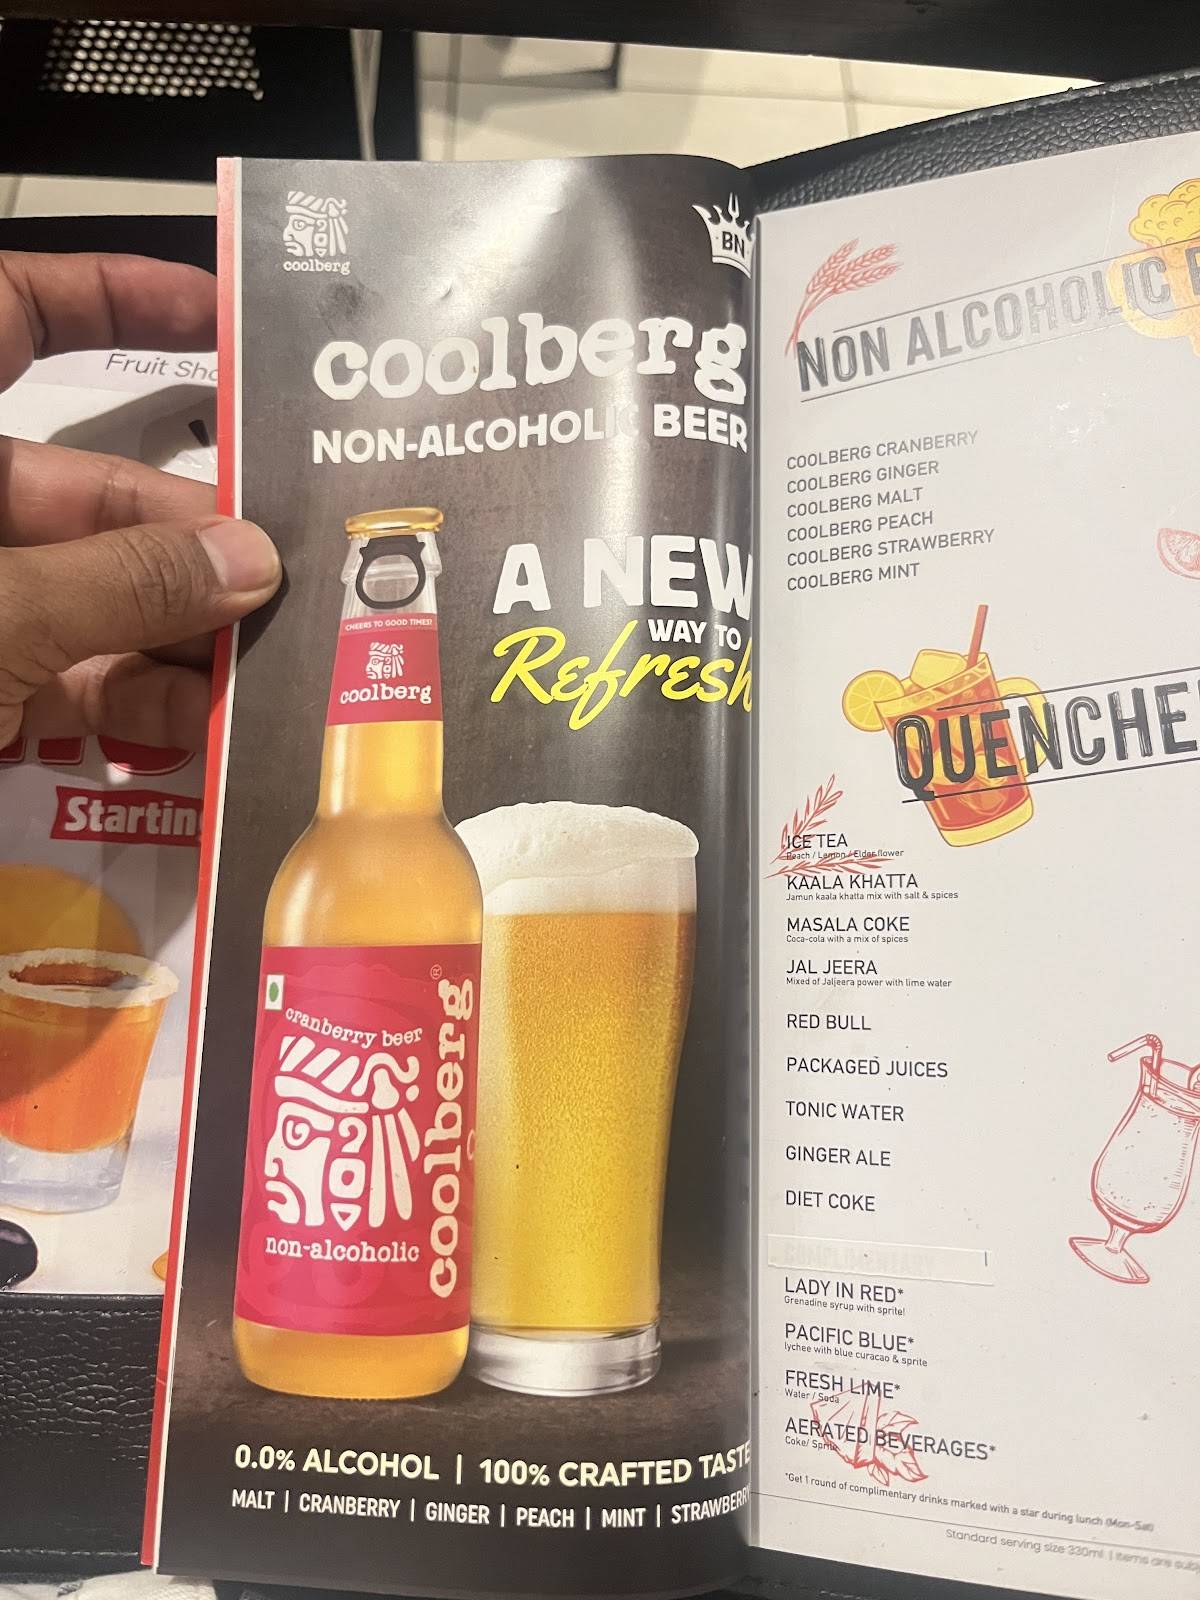 Fruit
Startin
coolberg
BN
coolberg
NON-ALCOHOLIC BEER
A NEW
WAY TO
Refresh
CHEERS TO GOOD TIMES!
coolberg
cranberry beer
coolberg®
non-alcoholic
0.0% ALCOHOL | 100% CRAFTED TASTE
MALT | CRANBERRY | GINGER | PEACH | MINT | STRAWBERRY
NON ALCOHOLIC
COOLBERG CRANBERRY
COOLBERG GINGER
COOLBERG MALT
COOLBERG PEACH
COOLBERG STRAWBERRY
COOLBERG MINT
QUENCHE
ICE TEA
Peach / Lemon / Elder flower
KAALA KHATTA
Jamun kaala khatta mix with salt & spices
MASALA COKE
Coca-cola with a mix of spices
JAL JEERA
Mixed of Jaljeera power with lime water
RED BULL
PACKAGED JUICES
TONIC WATER
GINGER ALE
DIET COKE
COMPLIMENTARY
LADY IN RED*
Grenadine syrup with sprite!
PACIFIC BLUE*
lychee with blue curacao & sprite
FRESH LIME*
Water / Soda
AERATED BEVERAGES*
Coke/ Sprite
*Get 1 round of complimentary drinks marked with a star during lunch (Mon-Sat)
Standard serving size 330ml | Items are